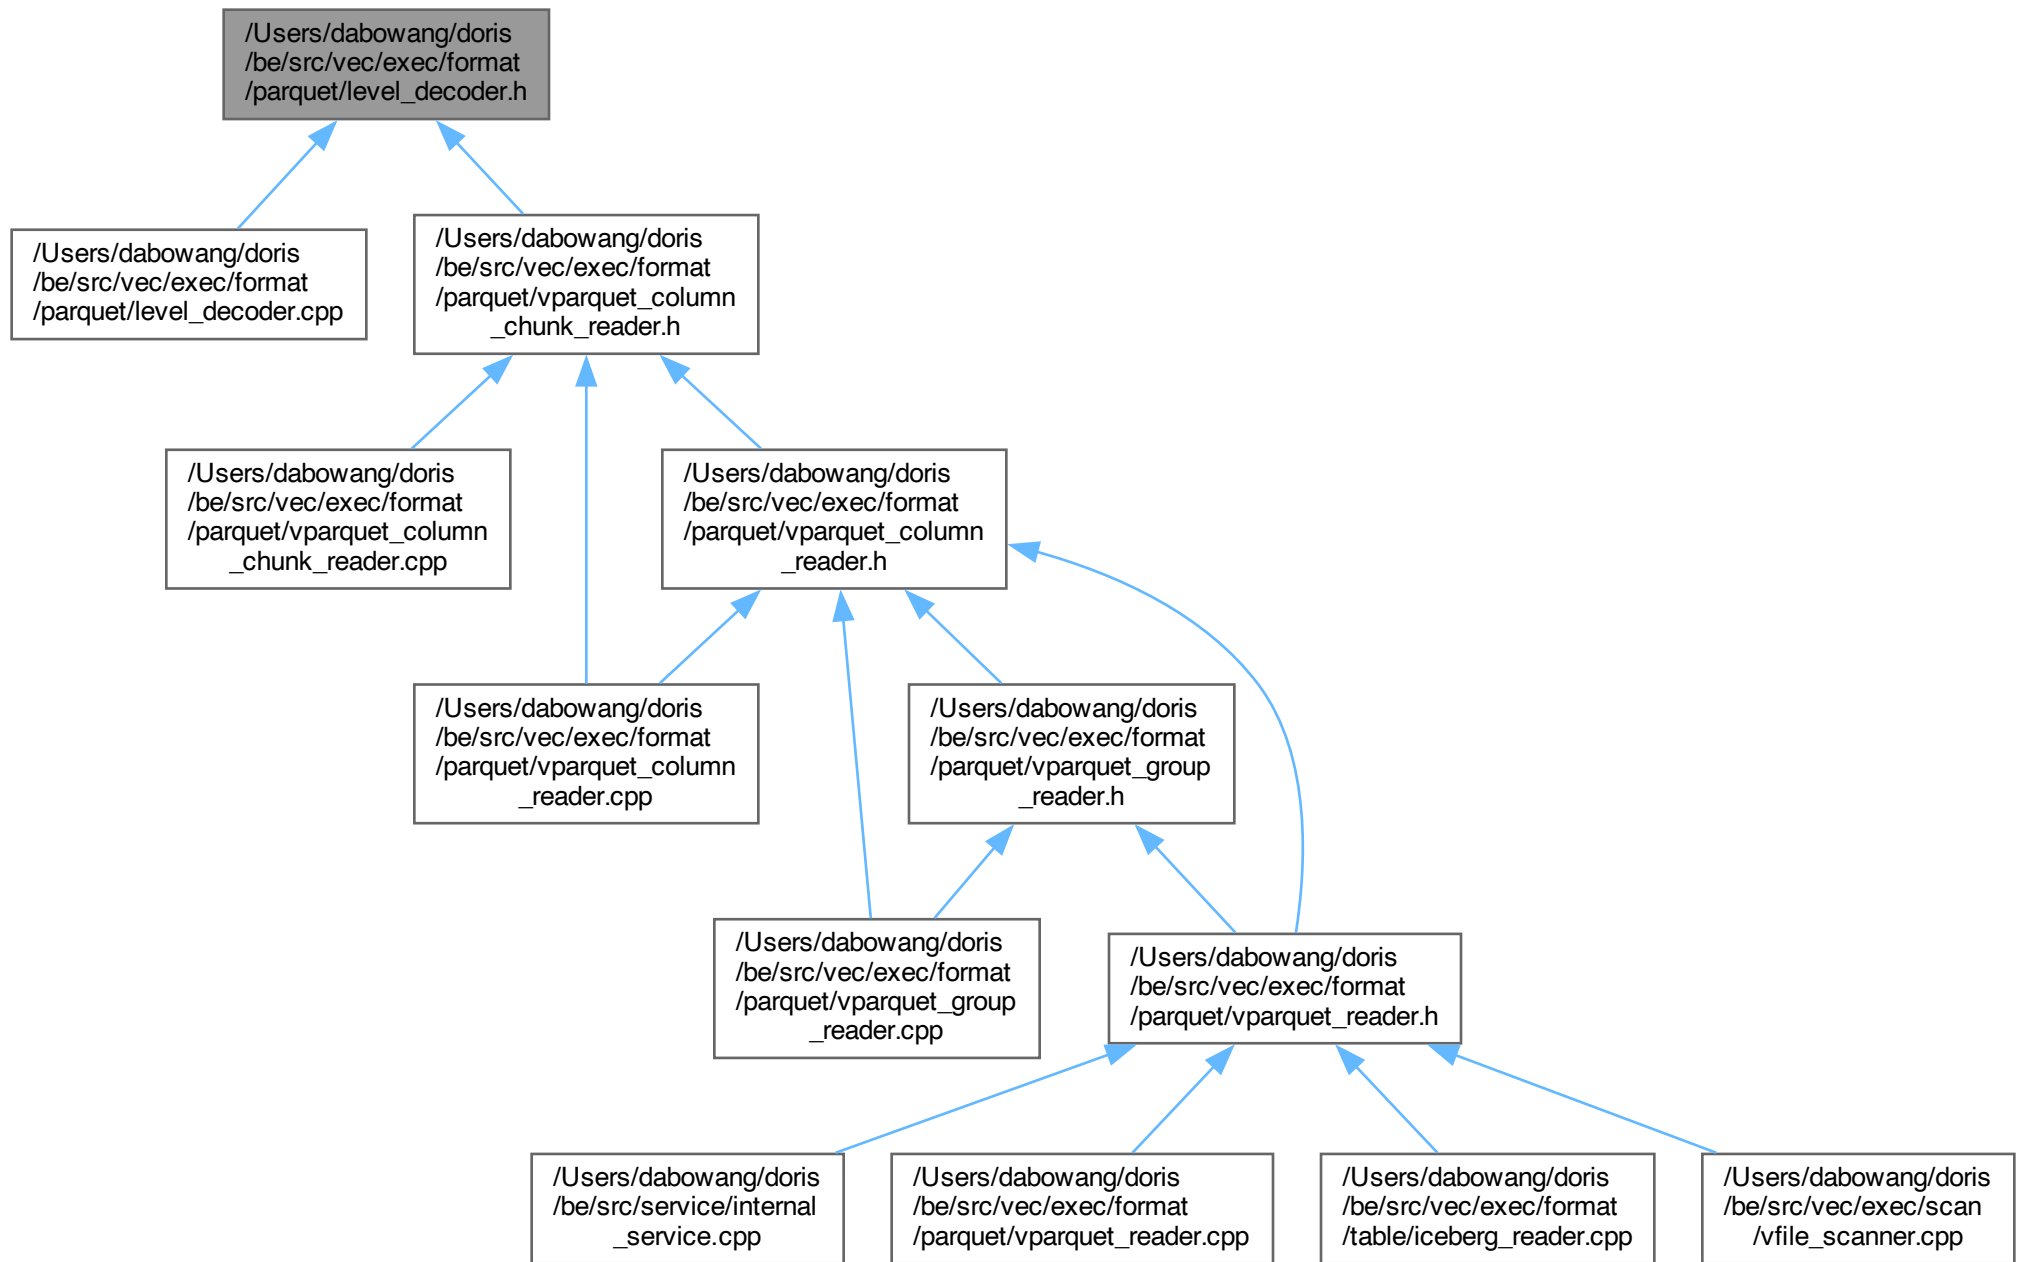 /Users/dabowang/doris
/be/src/vec/exec/format
/parquet/level_decoder.h
/Users/dabowang/doris
/be/src/vec/exec/format
/parquet/level_decoder.cpp
/Users/dabowang/doris
/be/src/vec/exec/format
/parquet/vparquet_column
_chunk_reader.h
/Users/dabowang/doris
/be/src/vec/exec/format
/parquet/vparquet_column
_chunk_reader.cpp
/Users/dabowang/doris
/be/src/vec/exec/format
/parquet/vparquet_column
_reader.h
/Users/dabowang/doris
/be/src/vec/exec/format
/parquet/vparquet_column
_reader.cpp
/Users/dabowang/doris
/be/src/vec/exec/format
/parquet/vparquet_group
_reader.h
/Users/dabowang/doris
/be/src/vec/exec/format
/parquet/vparquet_group
_reader.cpp
/Users/dabowang/doris
/be/src/vec/exec/format
/parquet/vparquet_reader.h
/Users/dabowang/doris
/be/src/service/internal
_service.cpp
/Users/dabowang/doris
/be/src/vec/exec/format
/parquet/vparquet_reader.cpp
/Users/dabowang/doris
/be/src/vec/exec/format
/table/iceberg_reader.cpp
/Users/dabowang/doris
/be/src/vec/exec/scan
/vfile_scanner.cpp